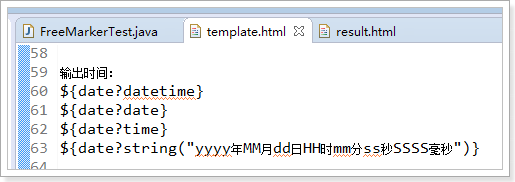 FreeMarkerTest.java template.html result.html
58
59 输出时间：
60 ${date?datetime}
61 ${date?date}
62 ${date?time}
63 ${date?string("yyyy年MM月dd日HH时mm分ss秒SSSS毫秒")}
64